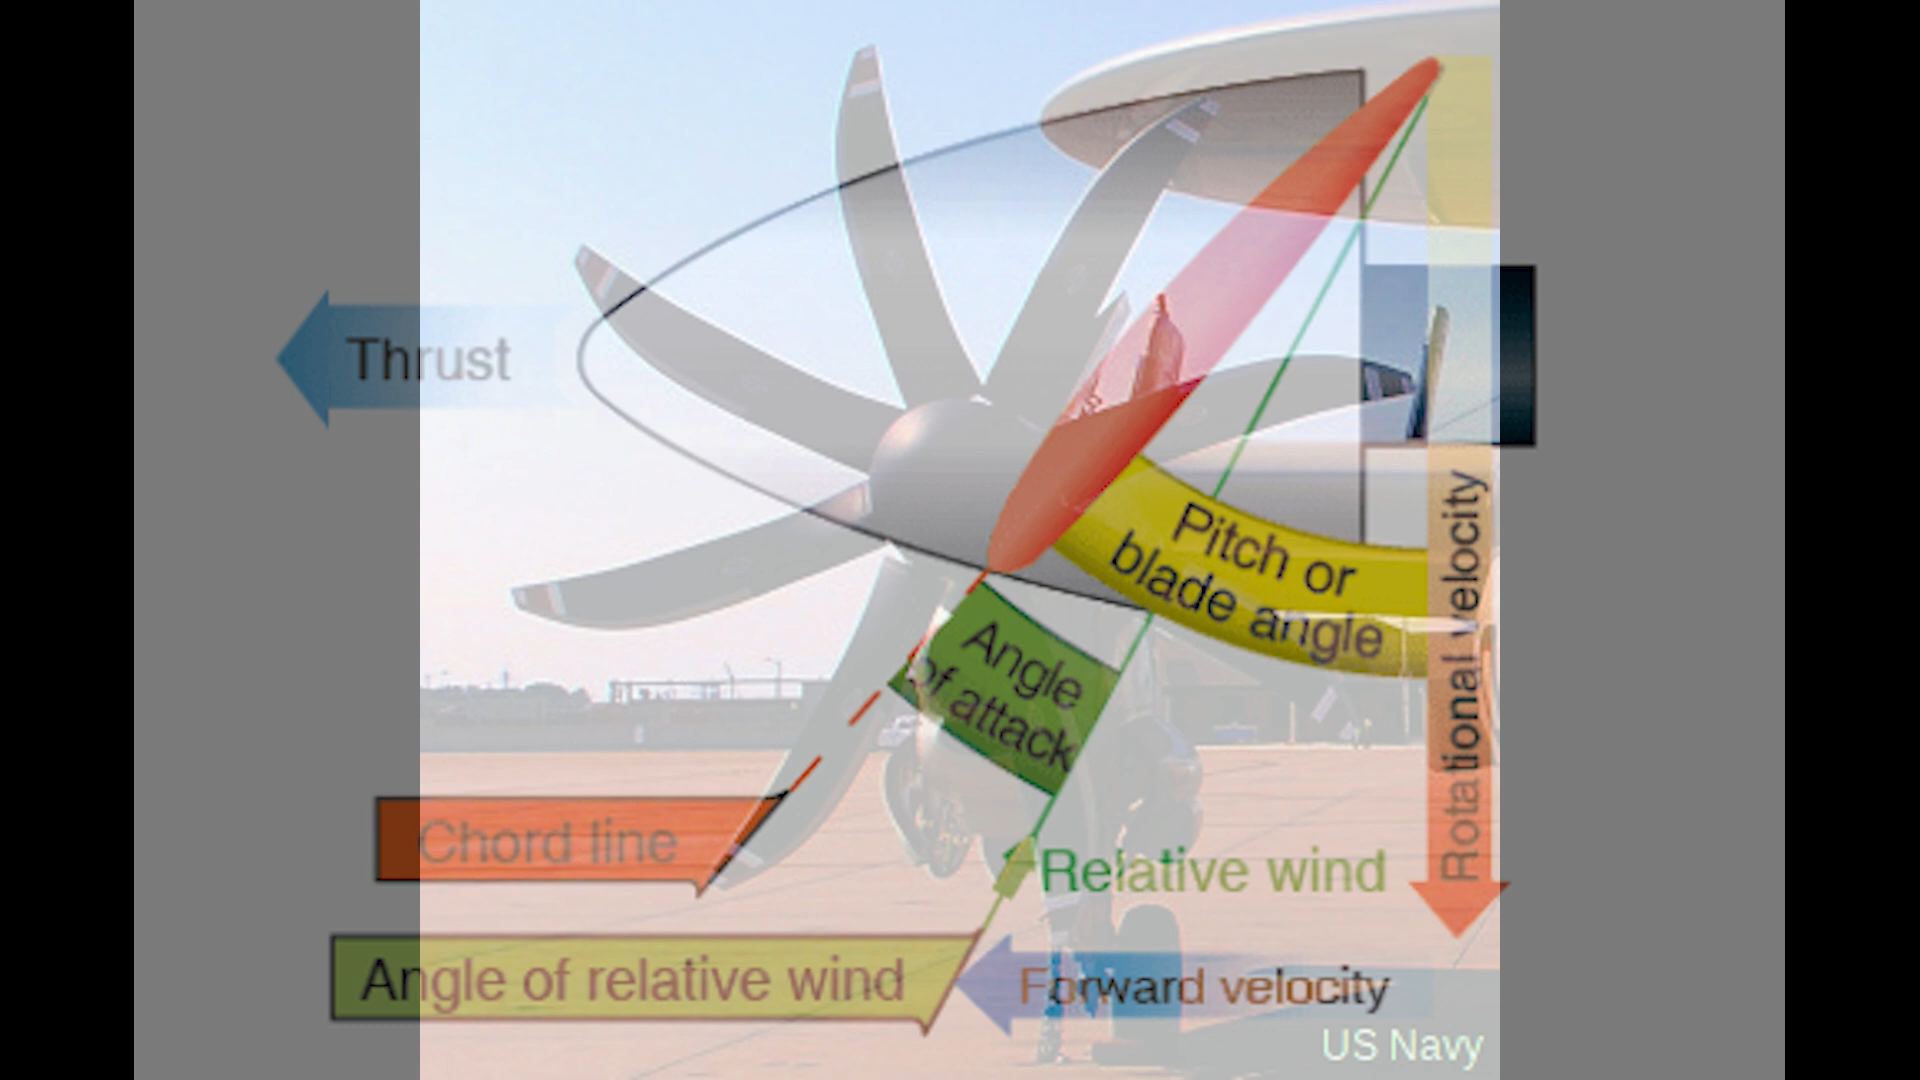 Thrust
Pitch or
blade angle
Rotational velocity
Angle
of attack
Chord line
Relative wind
Angle of relative wind
Forward velocity
US Navy